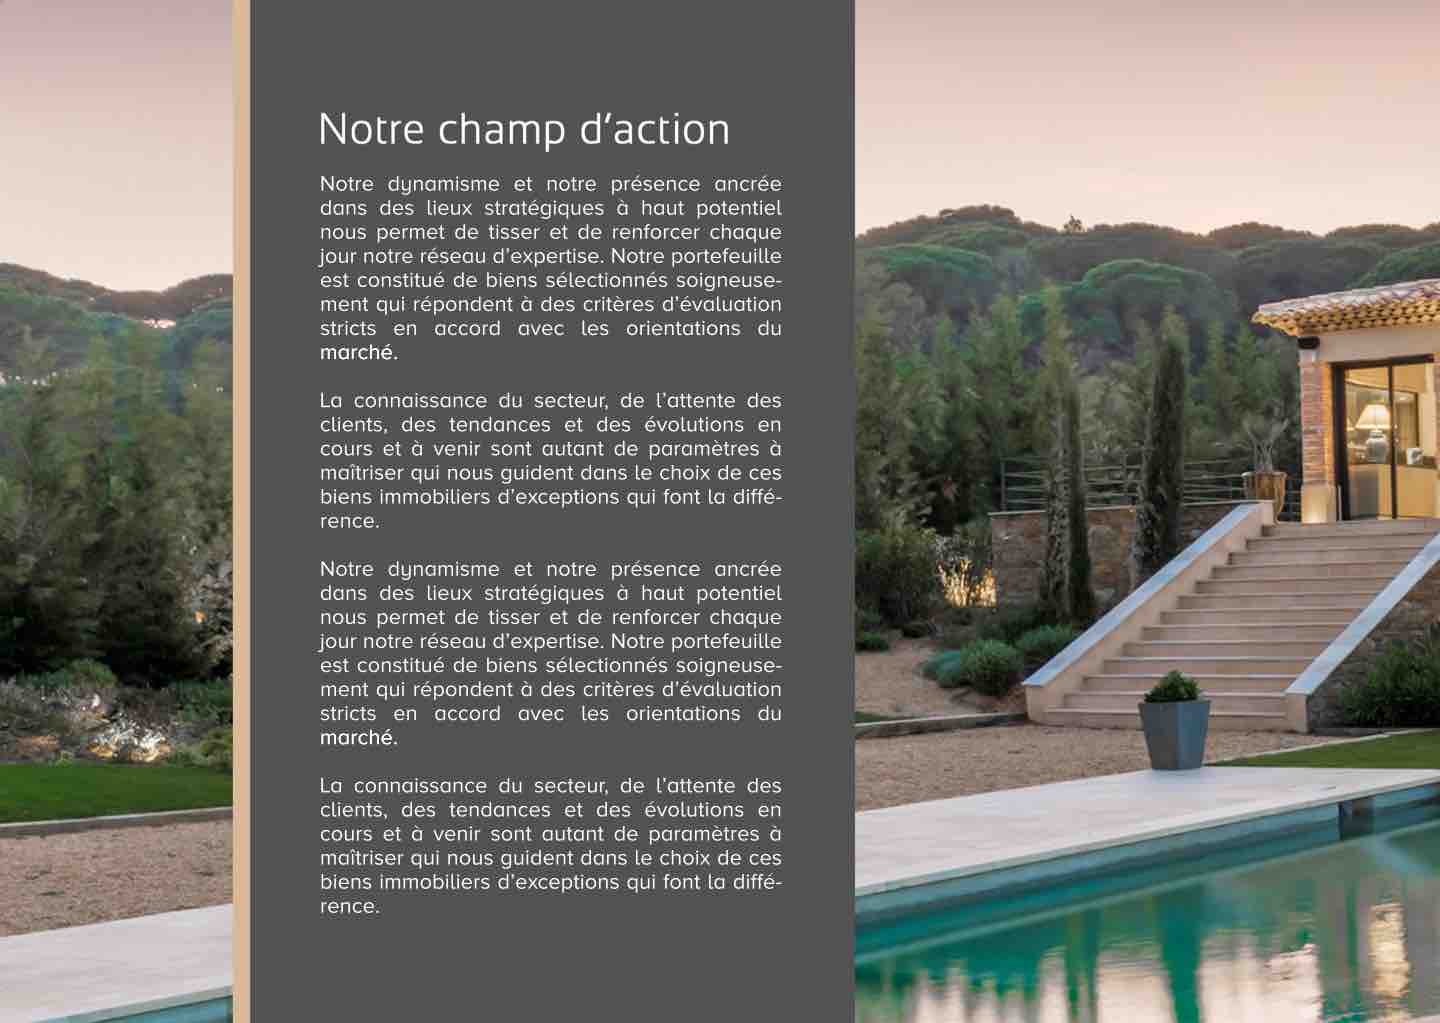 Notre champ d’action
Notre dynamisme et notre présence ancrée
dans des lieux stratégiques à haut potentiel
nous permet de tisser et de renforcer chaque
jour notre réseau d’expertise. Notre portefeuille
est constitué de biens sélectionnés soigneuse-
ment qui répondent à des critères d’évaluation
stricts en accord avec les orientations du
marché.
La connaissance du secteur, de l’attente des
clients, des tendances et des évolutions en
cours et à venir sont autant de paramètres à
maîtriser qui nous guident dans le choix de ces
biens immobiliers d’exceptions qui font la diffé-
rence.
Notre dynamisme et notre présence ancrée
dans des lieux stratégiques à haut potentiel
nous permet de tisser et de renforcer chaque
jour notre réseau d’expertise. Notre portefeuille
est constitué de biens sélectionnés soigneuse-
ment qui répondent à des critères d’évaluation
stricts en accord avec les orientations du
marché.
La connaissance du secteur, de l’attente des
clients, des tendances et des évolutions en
cours et à venir sont autant de paramètres à
maîtriser qui nous guident dans le choix de ces
biens immobiliers d’exceptions qui font la diffé-
rence.